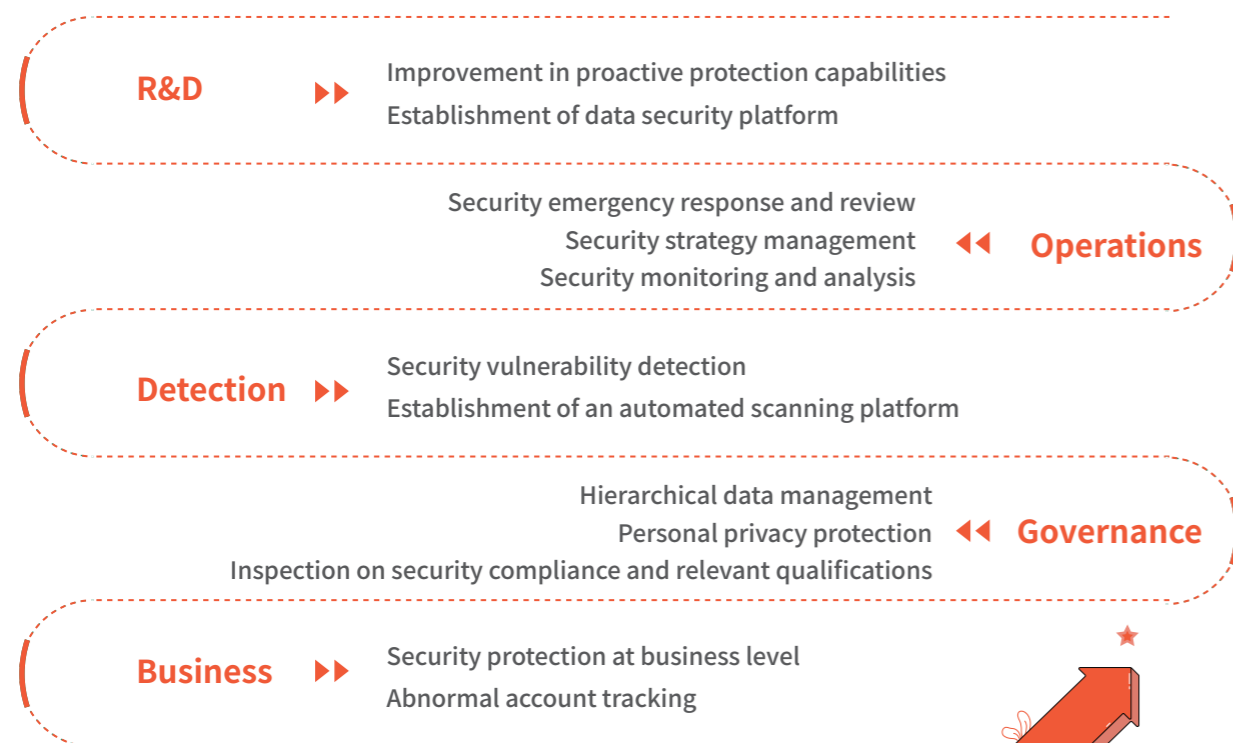 R&D
Improvement in proactive protection capabilities
Establishment of data security platform
Security emergency response and review
Security strategy management
Security monitoring and analysis
Operations
Detection
Security vulnerability detection
Establishment of an automated scanning platform
Hierarchical data management
Personal privacy protection
Inspection on security compliance and relevant qualifications
Governance
Business
Security protection at business level
Abnormal account tracking